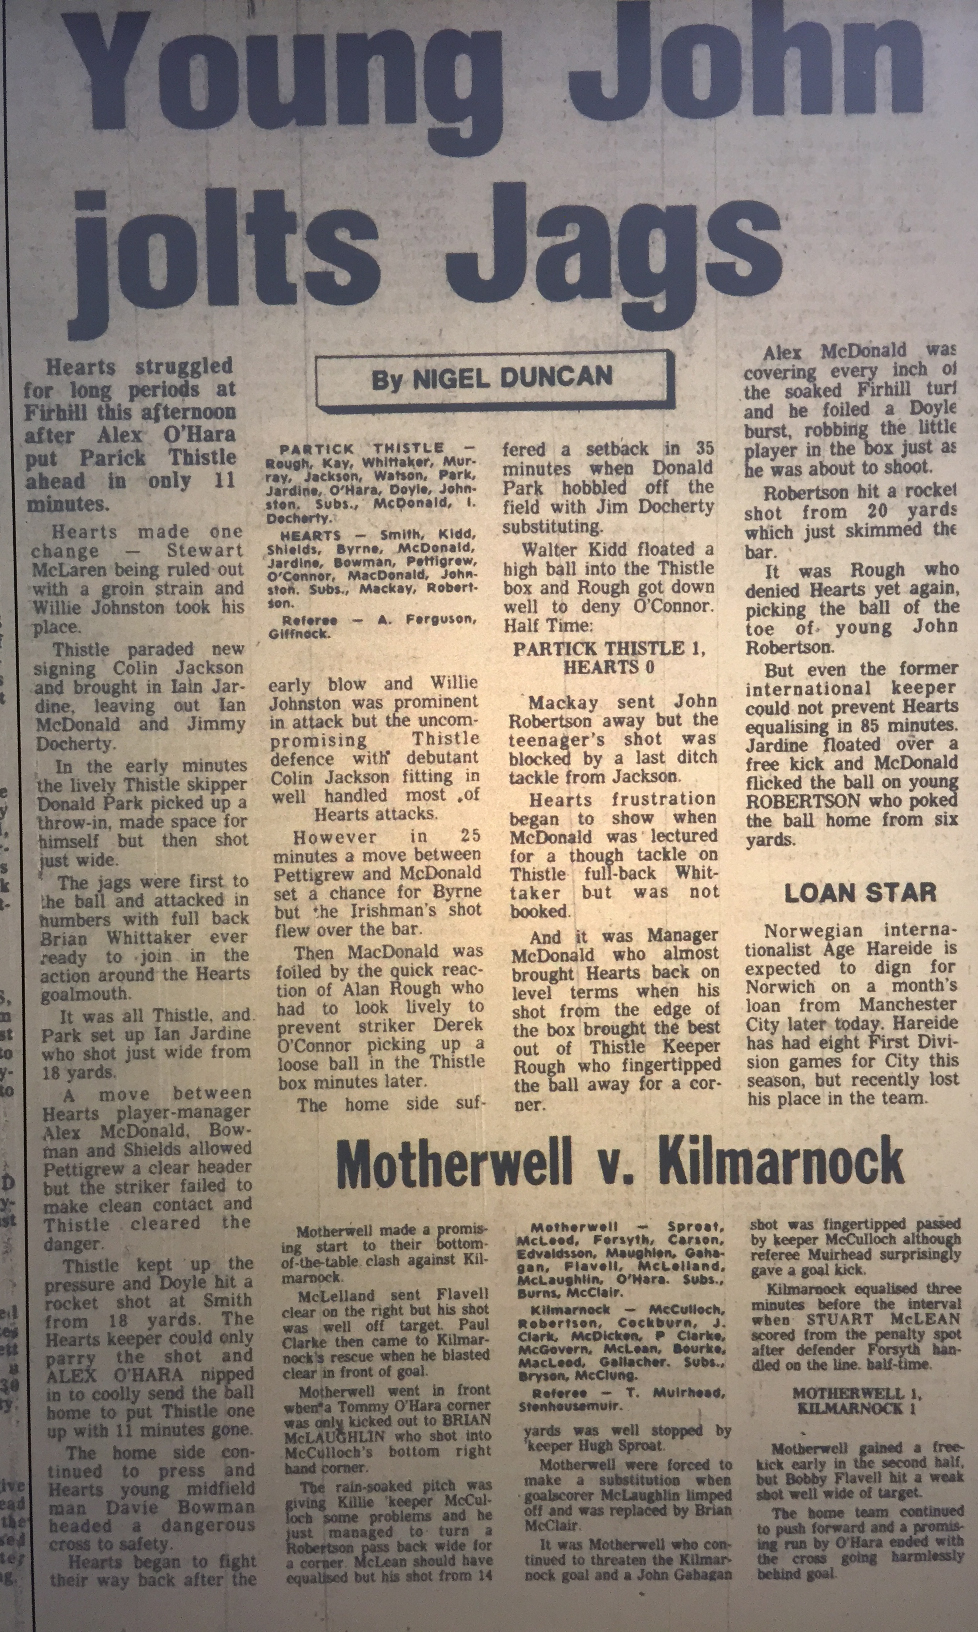 Young John
jolts Jags
By NIGEL DUNCAN
Hearts struggled
for long periods at
Firhill this afternoon
after Alex O'Hara
put Parick Thistle
ahead in only 11
minutes.
Hearts made one
change — Stewart
McLaren being ruled out
with a groin strain and
Willie Johnston took his
place.
Thistle paraded new
signing Colin Jackson
and brought in Iain Jar-
dine, leaving out Ian
McDonald and Jimmy
Docherty.
In the early minutes
the lively Thistle skipper
Donald Park picked up a
throw-in, made space for
himself but then shot
just wide.
The jags were first to
the ball and attacked in
numbers with full back
Brian Whittaker ever
ready to join in the
action around the Hearts
goalmouth.
It was all Thistle, and
Park set up Ian Jardine
who shot just wide from
18 yards.
A move between
Hearts player-manager
Alex McDonald, Bow-
man and Shields allowed
Pettigrew a clear header
but the striker failed to
make clean contact and
Thistle cleared the
danger.
Thistle kept up the
pressure and Doyle hit a
rocket shot at Smith
from 18 yards. The
Hearts keeper could only
parry the shot and
ALEX O'HARA nipped
in to coolly send the ball
home to put Thistle one
up with 11 minutes gone.
The home side con-
tinued to press and
Hearts young midfield
man Davie Bowman
headed a dangerous
cross to safety.
Hearts began to fight
their way back after the
PARTICK THISTLE —
Rough, Kay, Whittaker, Mur-
ray, Jackson, Watson, Park,
Jardine, O'Hara, Doyle, John-
ston. Subs., McDonald, I.
Docherty.
HEARTS — Smith, Kidd,
Shields, Byrne, McDonald,
Jardine, Bowman, Pettigrew,
O'Connor, MacDonald, John-
ston. Subs., Mackay, Robert-
son.
Referee — A. Ferguson,
Giffnock.
early blow and Willie
Johnston was prominent
in attack but the uncom-
promising Thistle
defence with debutant
Colin Jackson fitting in
well handled most of
Hearts attacks.
However in 25
minutes a move between
Pettigrew and McDonald
set a chance for Byrne
but the Irishman's shot
flew over the bar.
Then MacDonald was
foiled by the quick reac-
tion of Alan Rough who
had to look lively to
prevent striker Derek
O'Connor picking up a
loose ball in the Thistle
box minutes later.
The home side suf-
fered a setback in 35
minutes when Donald
Park hobbled off the
field with Jim Docherty
substituting.
Walter Kidd floated a
high ball into the Thistle
box and Rough got down
well to deny O'Connor.
Half Time:
PARTICK THISTLE 1,
HEARTS 0
Mackay sent John
Robertson away but the
teenager's shot was
blocked by a last ditch
tackle from Jackson.
Hearts frustration
began to show when
McDonald was lectured
for a though tackle on
Thistle full-back Whit-
taker but was not
booked.
And it was Manager
McDonald who almost
brought Hearts back on
level terms when his
shot from the edge of
the box brought the best
out of Thistle Keeper
Rough who fingertipped
the ball away for a cor-
ner.
Alex McDonald was
covering every inch of
the soaked Firhill turf
and he foiled a Doyle
burst, robbing the little
player in the box just as
he was about to shoot.
Robertson hit a rocket
shot from 20 yards
which just skimmed the
bar.
It was Rough who
denied Hearts yet again,
picking the ball of the
toe of young John
Robertson.
But even the former
international keeper
could not prevent Hearts
equalising in 85 minutes.
Jardine floated over a
free kick and McDonald
flicked the ball on young
ROBERTSON who poked
the ball home from six
yards.
LOAN STAR
Norwegian interna-
tionalist Age Hareide is
expected to dign for
Norwich on a month's
loan from Manchester
City later today. Hareide
has had eight First Divi-
sion games for City this
season, but recently lost
his place in the team.
Motherwell v. Kilmarnock
Motherwell made a promis-
ing start to their bottom-
of-the-table clash against Kil-
marnock.
McLelland sent Flavell
clear on the right but his shot
was well off target. Paul
Clarke then came to Kilmar-
nock's rescue when he blasted
clear in front of goal.
Motherwell went in front
when a Tommy O'Hara corner
was only kicked out to BRIAN
McLAUGHLIN who shot into
McCulloch's bottom right
hand corner.
The rain-soaked pitch was
giving Killie 'keeper McCul-
loch some problems and he
just managed to turn a
Robertson pass back wide for
a corner. McLean should have
equalised but his shot from 14
Motherwell — Sproat,
McLeod, Forsyth, Carson,
Edvaldsson, Maughlen, Gaha-
gan, Flavell, McLelland,
McLaughlin, O'Hara. Subs.,
Burns, McClair.
Kilmarnock — McCulloch,
Robertson, Cockburn, J.
Clark, McDicken, P Clarke,
McGovern, McLean, Bourke,
MacLeod, Gallacher. Subs.,
Bryson, McClurg.
Referee — T. Muirhead,
Stenhousemuir.
yards was well stopped by
'keeper Hugh Sproat.
Motherwell were forced to
make a substitution when
goalscorer McLaughlin limped
off and was replaced by Brian
McClair.
It was Motherwell who con-
tinued to threaten the Kilmar-
nock goal and a John Gahagan
shot was fingertipped passed
by keeper McCulloch although
referee Muirhead surprisingly
gave a goal kick.
Kilmarnock equalised three
minutes before the interval
when STUART McLEAN
scored from the penalty spot
after defender Forsyth han-
dled on the line. half-time.
MOTHERWELL 1,
KILMARNOCK 1
Motherwell gained a free-
kick early in the second half,
but Bobby Flavell hit a weak
shot well wide of target.
The home team continued
to push forward and a promis-
ing run by O'Hara ended with
the cross going harmlessly
behind goal.